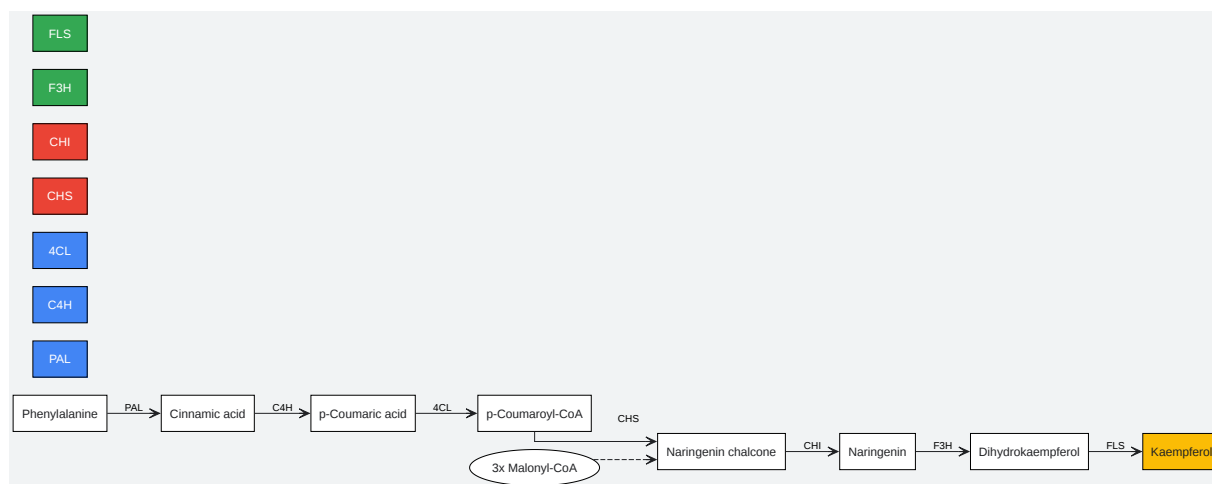 FLS
F3H
CHI
CHS
4CL
C4H
PAL
Phenylalanine
PAL
Cinnamic acid
C4H
p-Coumaric acid
4CL
p-Coumaroyl-CoA
CHS
3x Malonyl-CoA
Naringenin chalcone
CHI
Naringenin
F3H
Dihydrokaempferol
FLS
Kaempferol